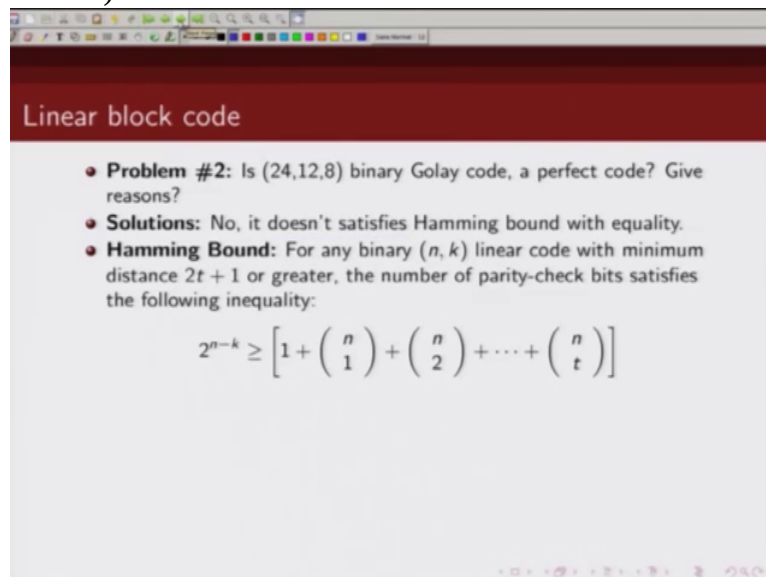 Linear block code
Problem #2: Is (24,12,8) binary Golay code, a perfect code? Give
reasons?
Solutions: No, it doesn't satisfies Hamming bound with equality.
Hamming Bound: For any binary (n, k) linear code with minimum
distance 2t + 1 or greater, the number of parity-check bits satisfies
the following inequality:
2^{n-k} ≥ [1 + (n 1) + (n 2) + ··· + (n t)]